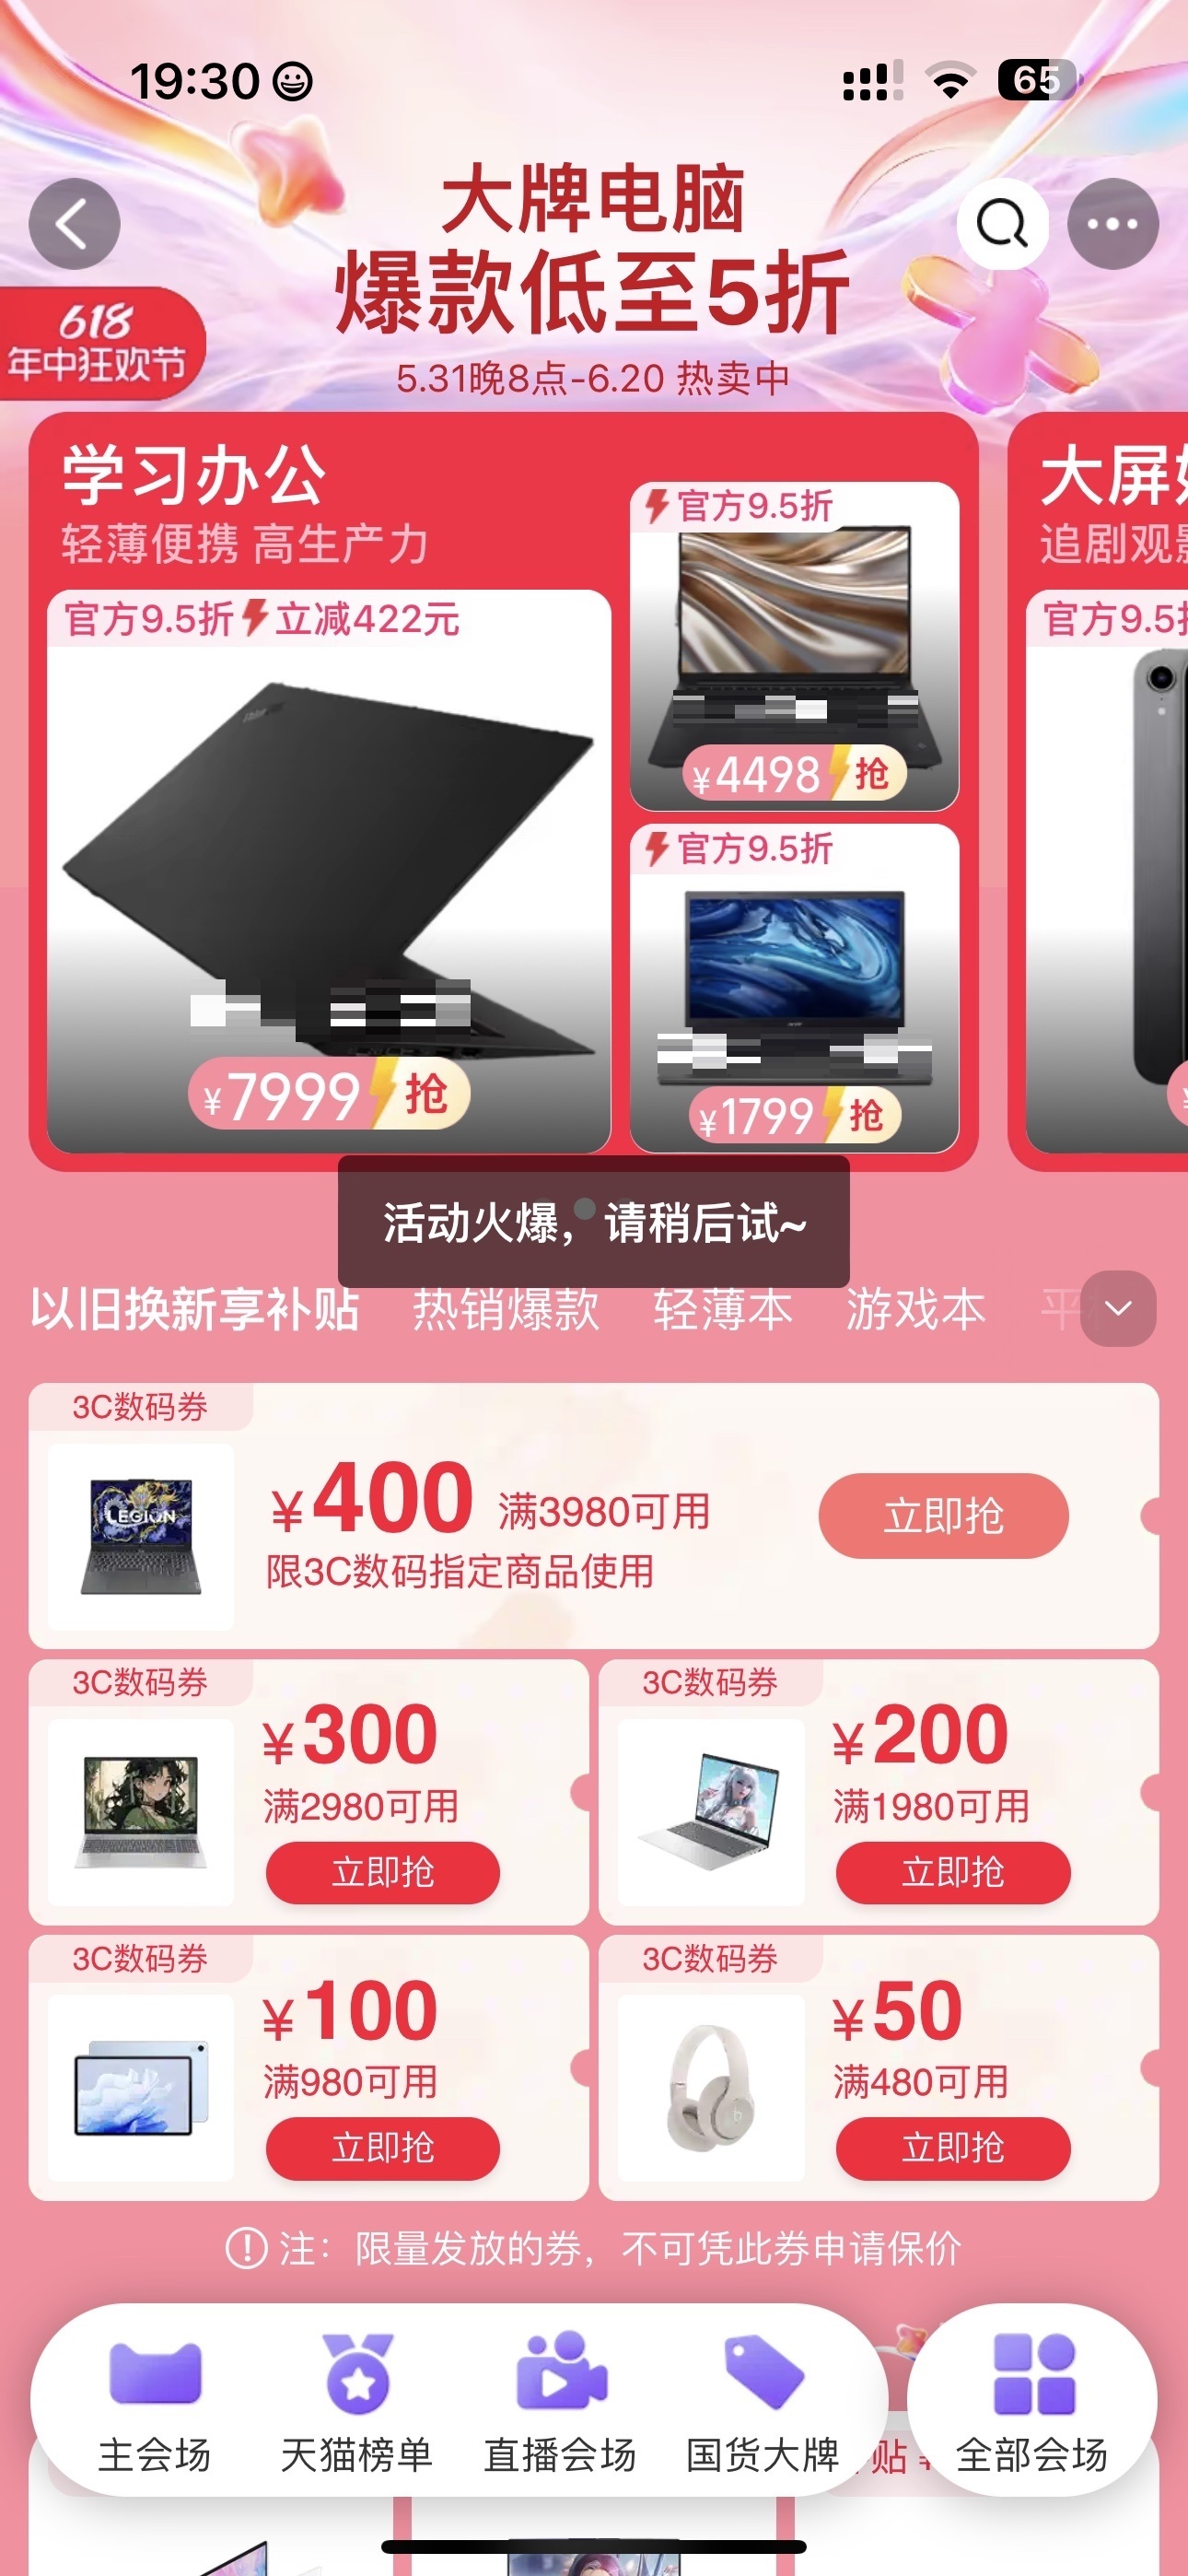 19:30
65
大牌电脑
爆款低至5折
618
年中狂欢节
5.31晚8点-6.20 热卖中
学习办公
轻薄便携 高生产力
官方9.5折 立减422元
¥7999 抢
官方9.5折
¥4498 抢
官方9.5折
acer
¥1799 抢
大屏
追剧观影
官方9.5折
活动火爆，请稍后试~
以旧换新享补贴 热销爆款 轻薄本 游戏本 平
3C数码券
LEGION
¥400 满3980可用
限3C数码指定商品使用
立即抢
3C数码券
¥300
满2980可用
立即抢
3C数码券
¥200
满1980可用
立即抢
3C数码券
¥100
满980可用
立即抢
3C数码券
¥50
满480可用
立即抢
注：限量发放的券，不可凭此券申请保价
贴
主会场 天猫榜单 直播会场 国货大牌 全部会场